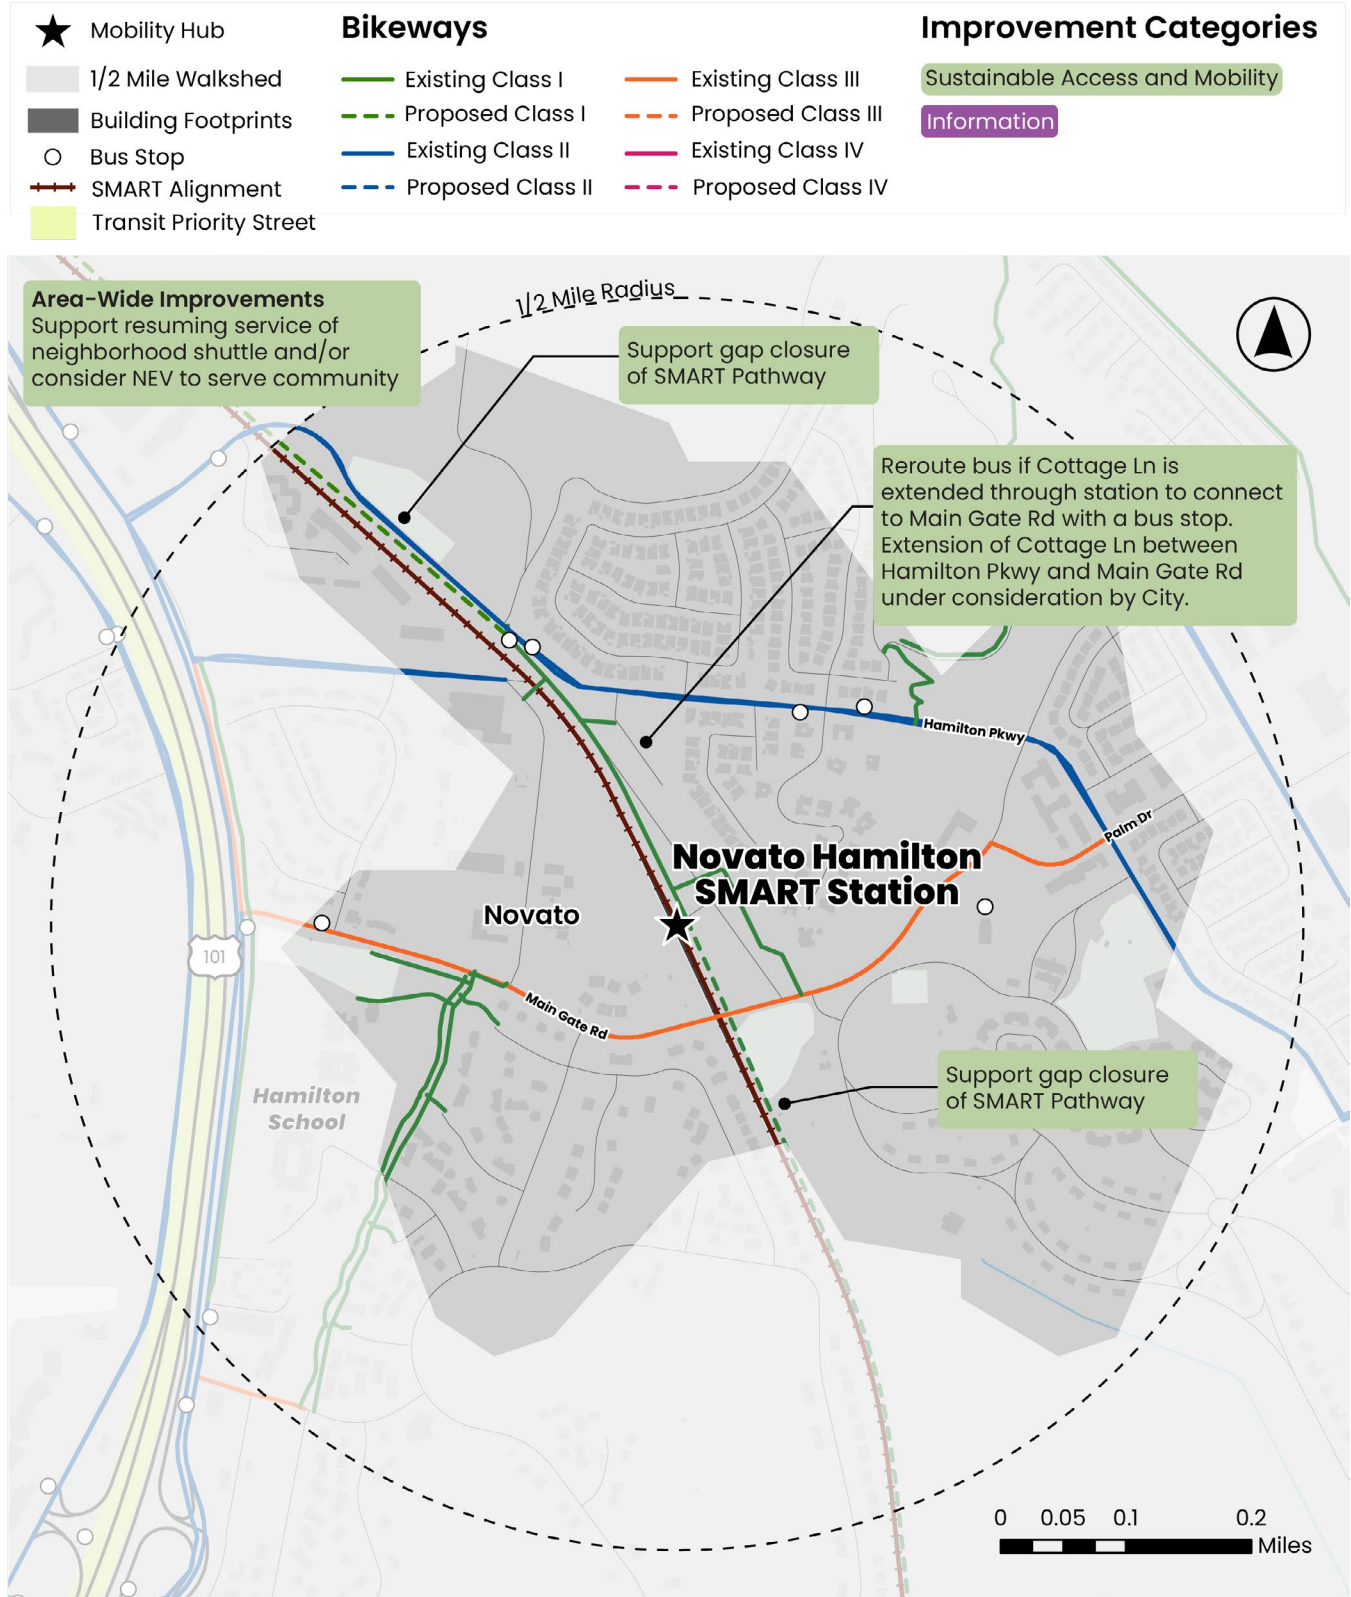 Mobility Hub
1/2 Mile Walkshed
Building Footprints
Bus Stop
SMART Alignment
Transit Priority Street
Bikeways
Existing Class I
Proposed Class I
Existing Class II
Proposed Class II
Existing Class III
Proposed Class III
Existing Class IV
Proposed Class IV
Improvement Categories
Sustainable Access and Mobility
Information
Area-Wide Improvements
Support resuming service of
neighborhood shuttle and/or
consider NEV to serve community
1/2 Mile Radius
Support gap closure
of SMART Pathway
Reroute bus if Cottage Ln is
extended through station to connect
to Main Gate Rd with a bus stop.
Extension of Cottage Ln between
Hamilton Pkwy and Main Gate Rd
under consideration by City.
Hamilton Pkwy
Palm Dr
Novato Hamilton
SMART Station
Novato
101
Main Gate Rd
Hamilton
School
Support gap closure
of SMART Pathway
0 0.05 0.1 0.2
Miles